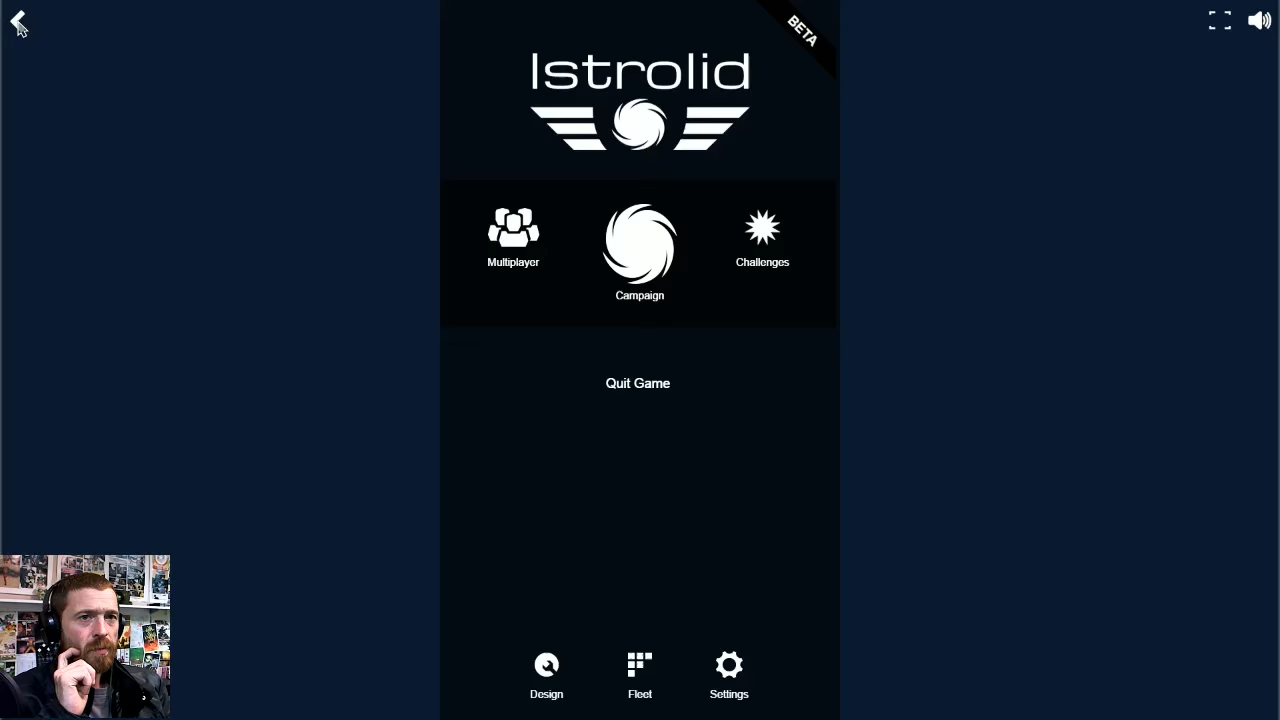 BETA
Istrolid
Multiplayer
Campaign
Challenges
Quit Game
Design
Fleet
Settings